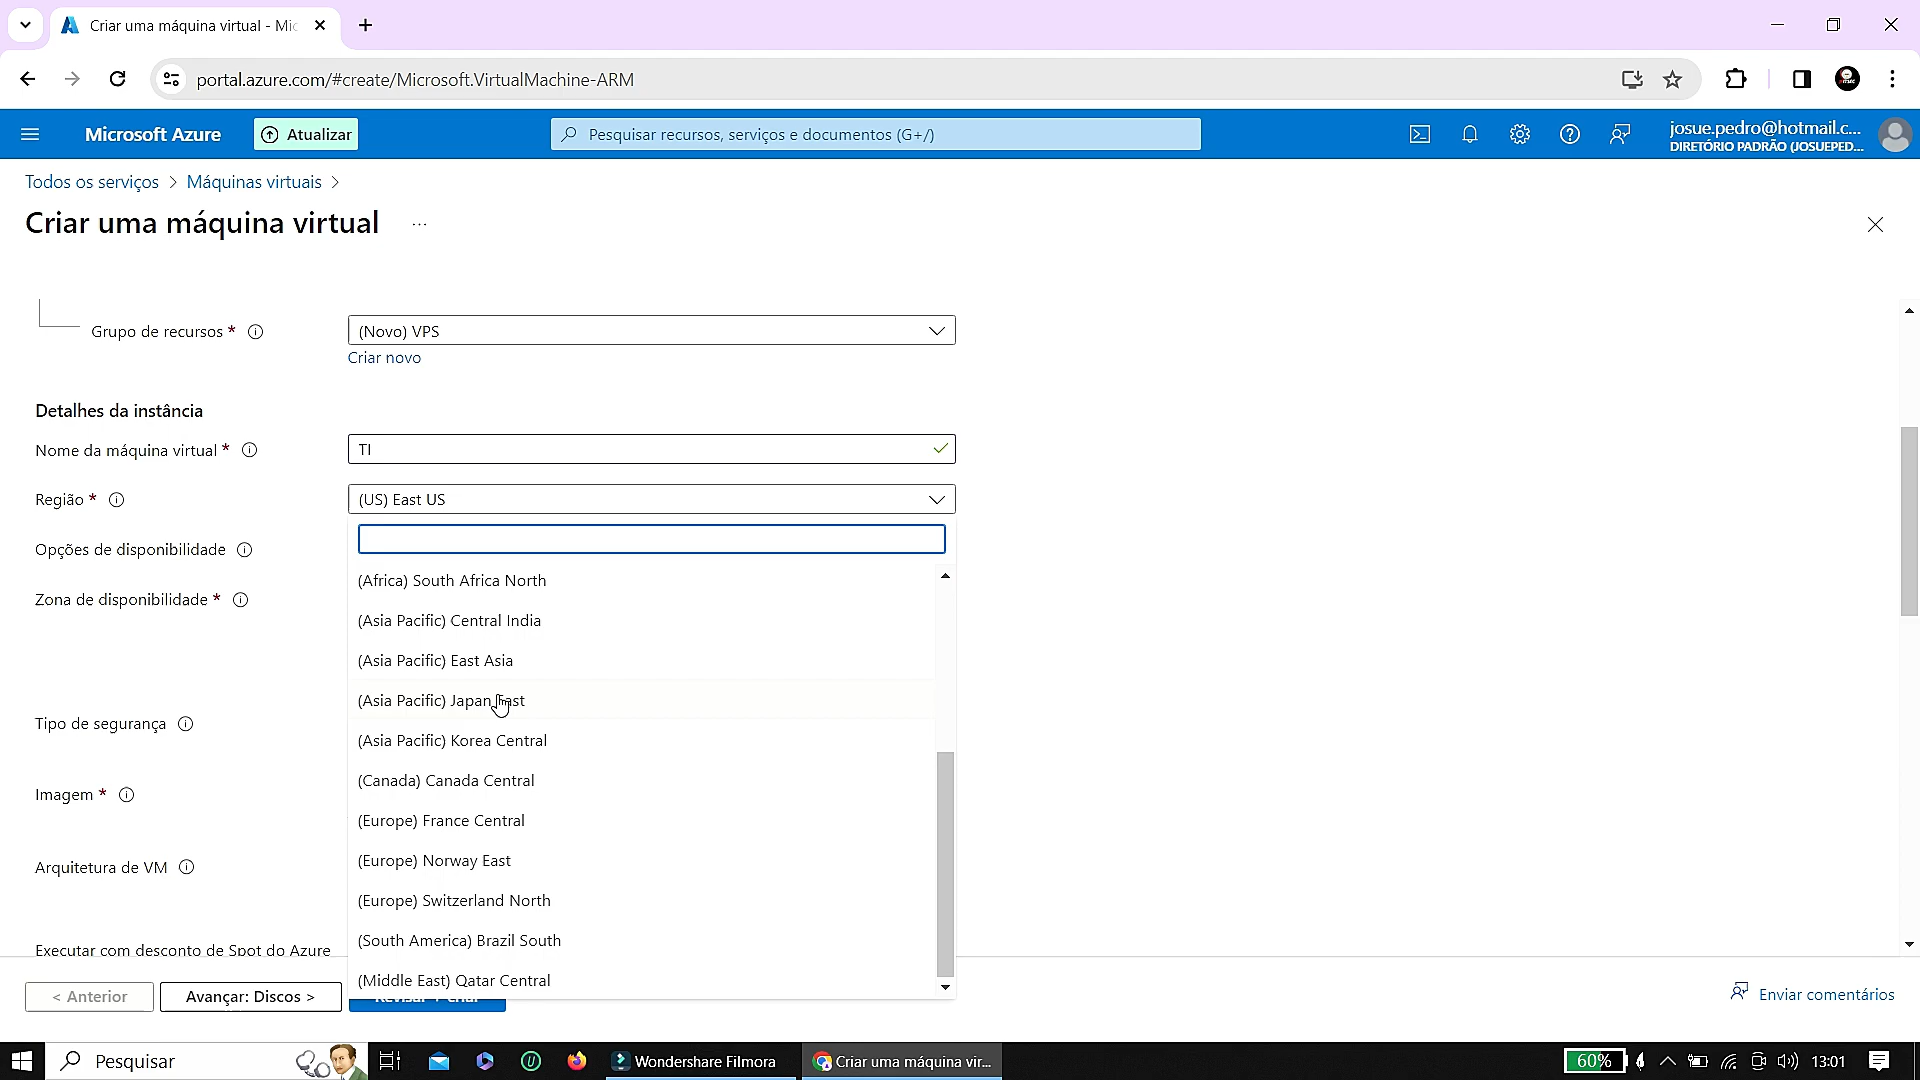 Criar uma máquina virtual - Mic
portal.azure.com/#create/Microsoft.VirtualMachine-ARM
Microsoft Azure
Atualizar
Pesquisar recursos, serviços e documentos (G+/)
josue.pedro@hotmail.c...
DIRETÓRIO PADRÃO (JOSUEPED...
Todos os serviços > Máquinas virtuais >
Criar uma máquina virtual ...
Grupo de recursos *
(Novo) VPS
Criar novo
Detalhes da instância
Nome da máquina virtual *
TI
Região *
(US) East US
Opções de disponibilidade
Zona de disponibilidade *
Tipo de segurança
Imagem *
Arquitetura de VM
Executar com desconto de Spot do Azure
(Africa) South Africa North
(Asia Pacific) Central India
(Asia Pacific) East Asia
(Asia Pacific) Japan East
(Asia Pacific) Korea Central
(Canada) Canada Central
(Europe) France Central
(Europe) Norway East
(Europe) Switzerland North
(South America) Brazil South
(Middle East) Qatar Central
< Anterior
Avançar: Discos >
Revisar + criar
Enviar comentários
Pesquisar
Wondershare Filmora
Criar uma máquina vir...
60%
13:01